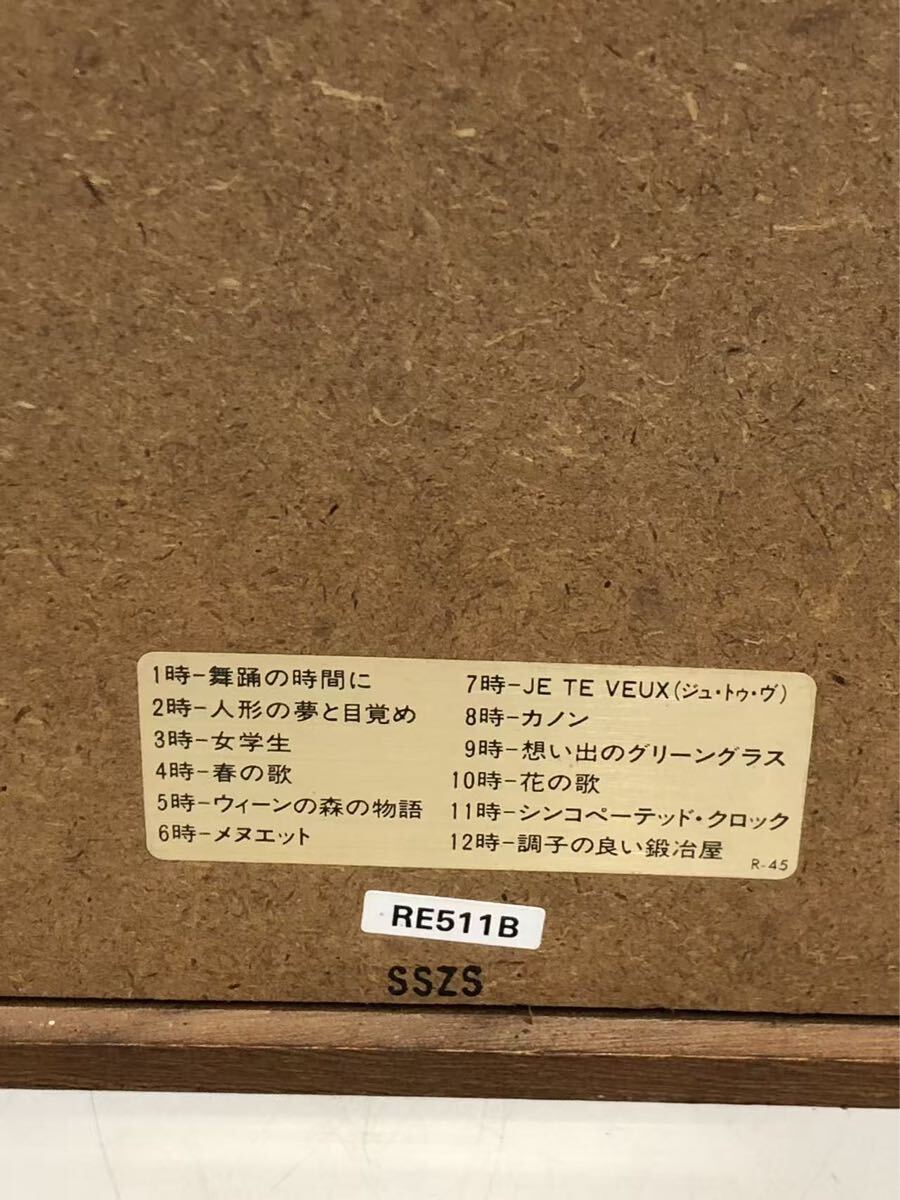 1時-舞踊の時間に
2時-人形の夢と目覚め
3時-女学生
4時-春の歌
5時-ウィーンの森の物語
6時-メヌエット
7時-JE TE VEUX(ジュ・トゥ・ヴ)
8時-カノン
9時-想い出のグリーングラス
10時-花の歌
11時-シンコペーテッド・クロック
12時-調子の良い鍛冶屋
R-45
RE511B
SSZS